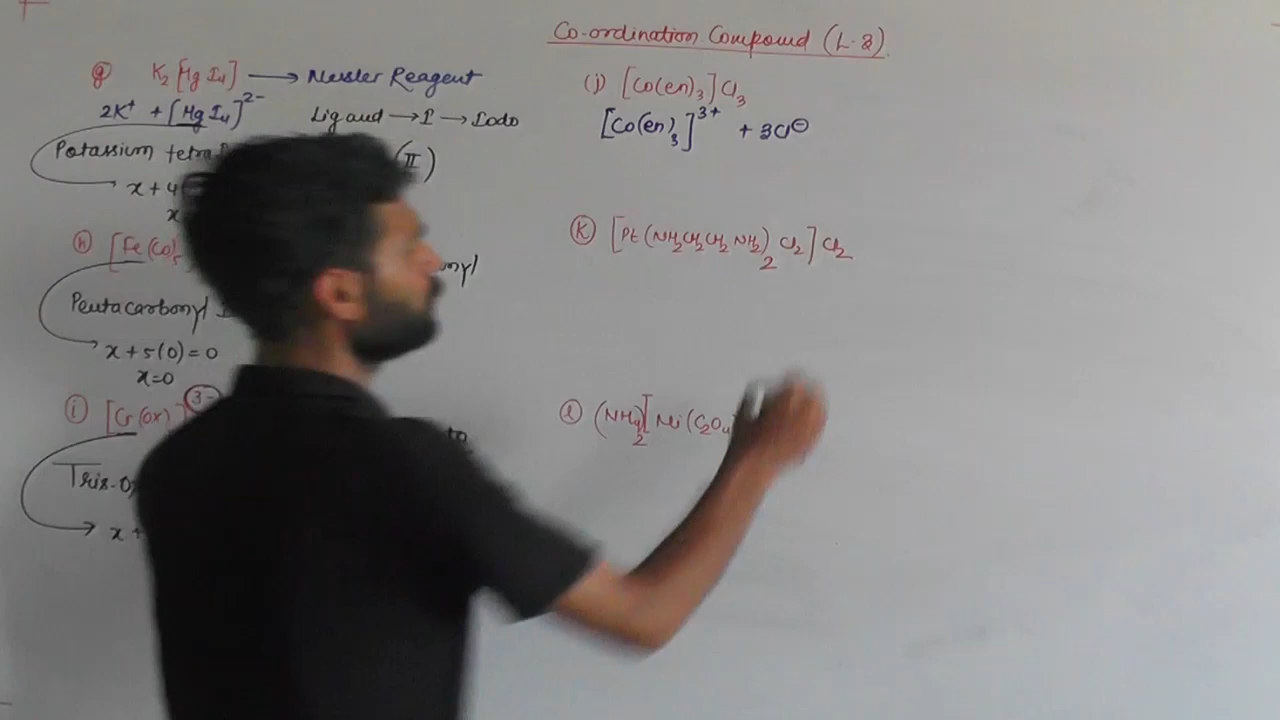 Co-ordination Compound (L-8).
g K₂[HgI₄] → Nessler Reagent
2K⁺ + [HgI₄]²⁻ Ligand → I → Iodo
Potassium tetra (II)
x + 4
x
h [Fe(CO)₅ onyl
Pentacarbonyl I
x + 5(0) = 0
x = 0
i [Cr(ox) 3-
to
Tris-O
x +
(j) [Co(en)₃]Cl₃
[Co(en)₃]³⁺ + 3Cl⊖
k [Pt(NH₂CH₂CH₂NH₂)₂Cl₂]Cl₂
l (NH₄)₂[Ni(C₂O₄